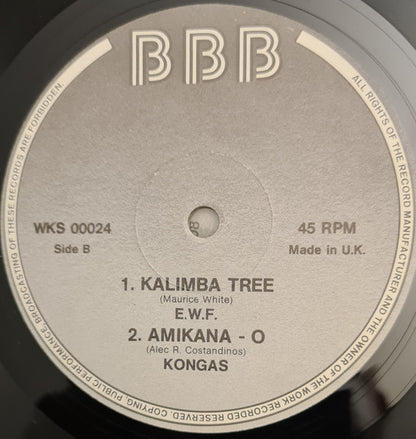 BBB
ALL RIGHTS OF THE RECORD MANUFACTURER AND THE OWNER OF THE WORK RECORDED RESERVED. COPYING, PUBLIC PERFORMANCE, BROADCASTING OF THESE RECORDS ARE FORBIDDEN.
WKS 00024
45 RPM
Side B
Made in U.K.
1. KALIMBA TREE
(Maurice White)
E.W.F.
2. AMIKANA - O
(Alec R. Costandinos)
KONGAS